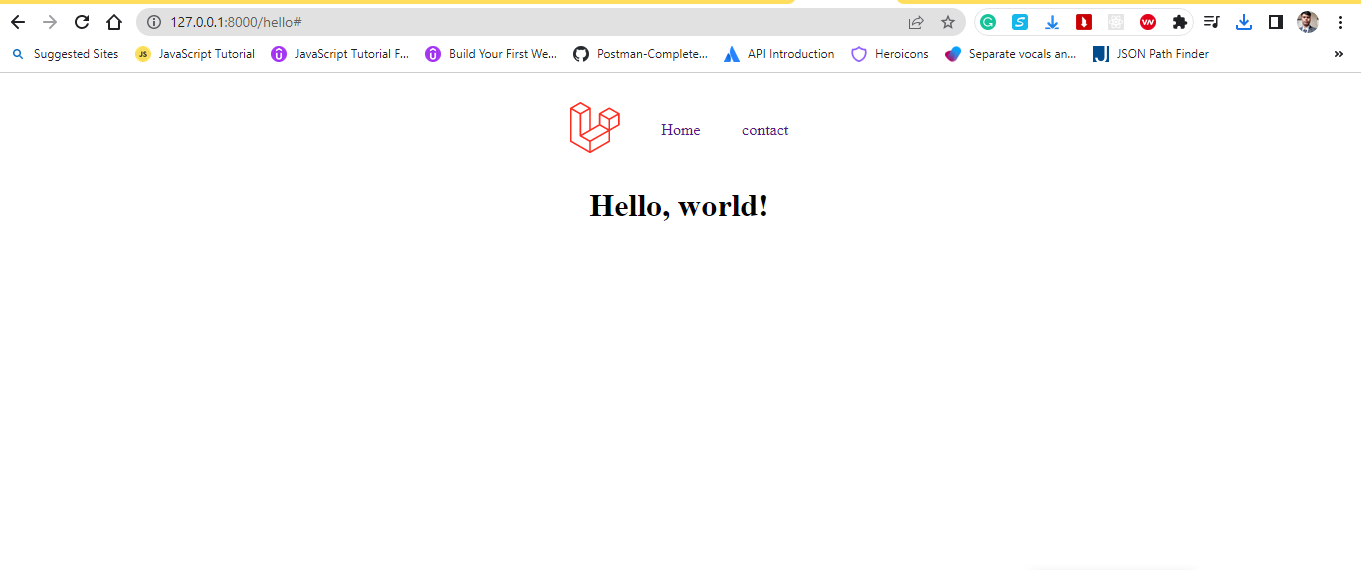 127.0.0.1:8000/hello#
Suggested Sites JS JavaScript Tutorial JavaScript Tutorial F... Build Your First We... Postman-Complete... API Introduction Heroicons Separate vocals an... JSON Path Finder »
Home contact
Hello, world!